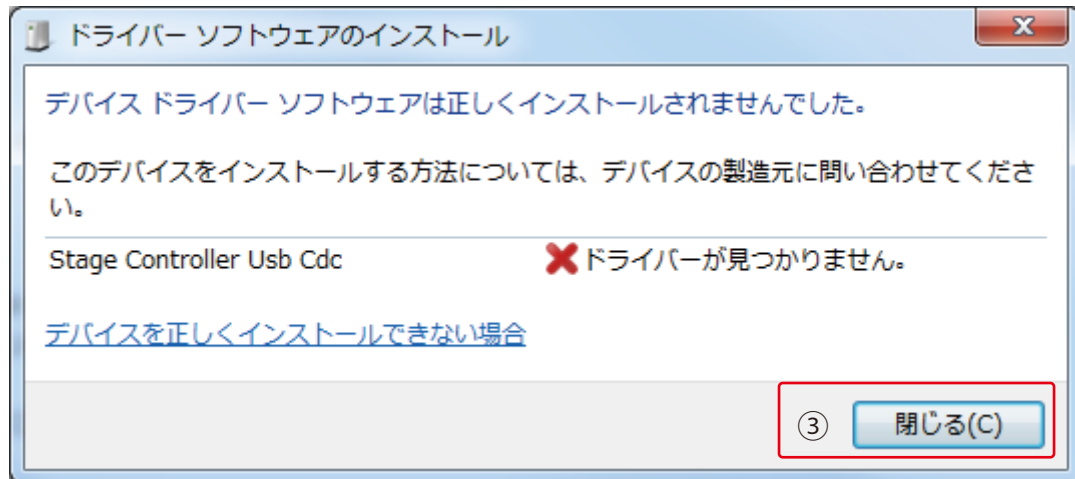 ドライバー ソフトウェアのインストール
デバイス ドライバー ソフトウェアは正しくインストールされませんでした。
このデバイスをインストールする方法については、デバイスの製造元に問い合わせてくださ
い。
Stage Controller Usb Cdc ドライバーが見つかりません。
デバイスを正しくインストールできない場合
③ 閉じる(C)